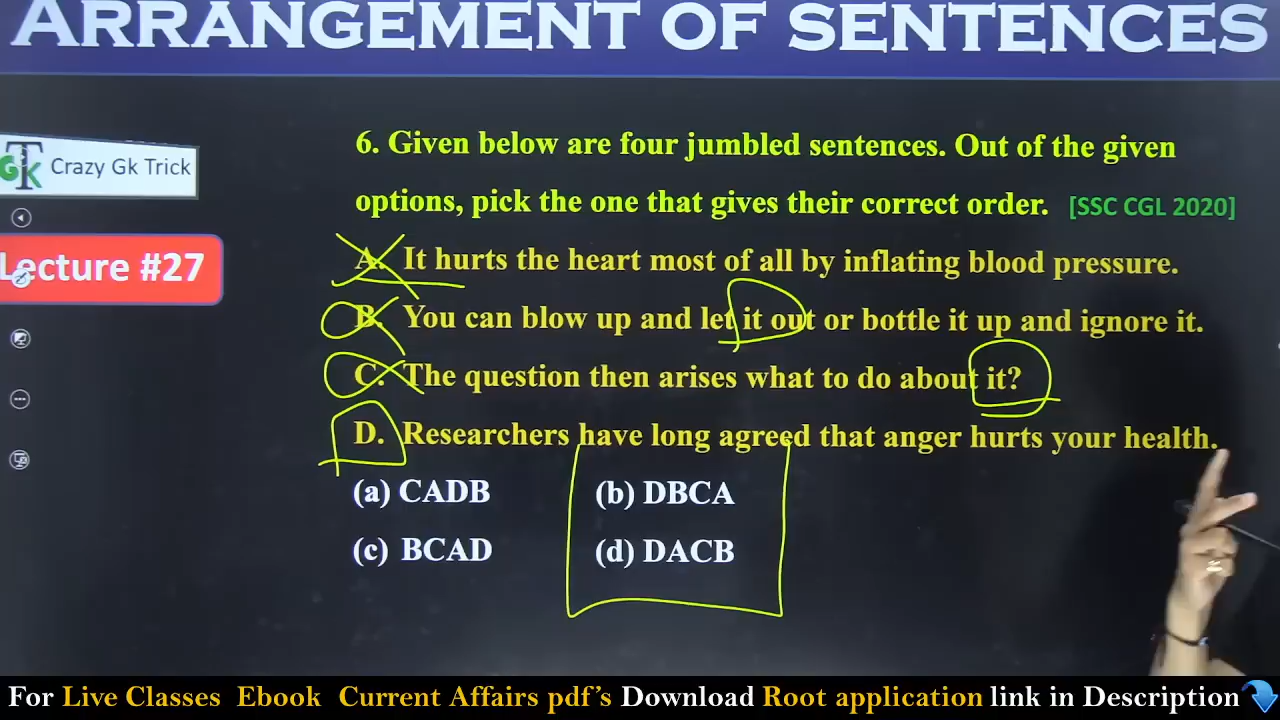 ARRANGEMENT OF SENTENCES
GTK Crazy Gk Trick
Lecture #27
6. Given below are four jumbled sentences. Out of the given
options, pick the one that gives their correct order. [SSC CGL 2020]
A. It hurts the heart most of all by inflating blood pressure.
B. You can blow up and let it out or bottle it up and ignore it.
C. The question then arises what to do about it?
D. Researchers have long agreed that anger hurts your health.
(a) CADB (b) DBCA
(c) BCAD (d) DACB
For Live Classes Ebook Current Affairs pdf's Download Root application link in Description